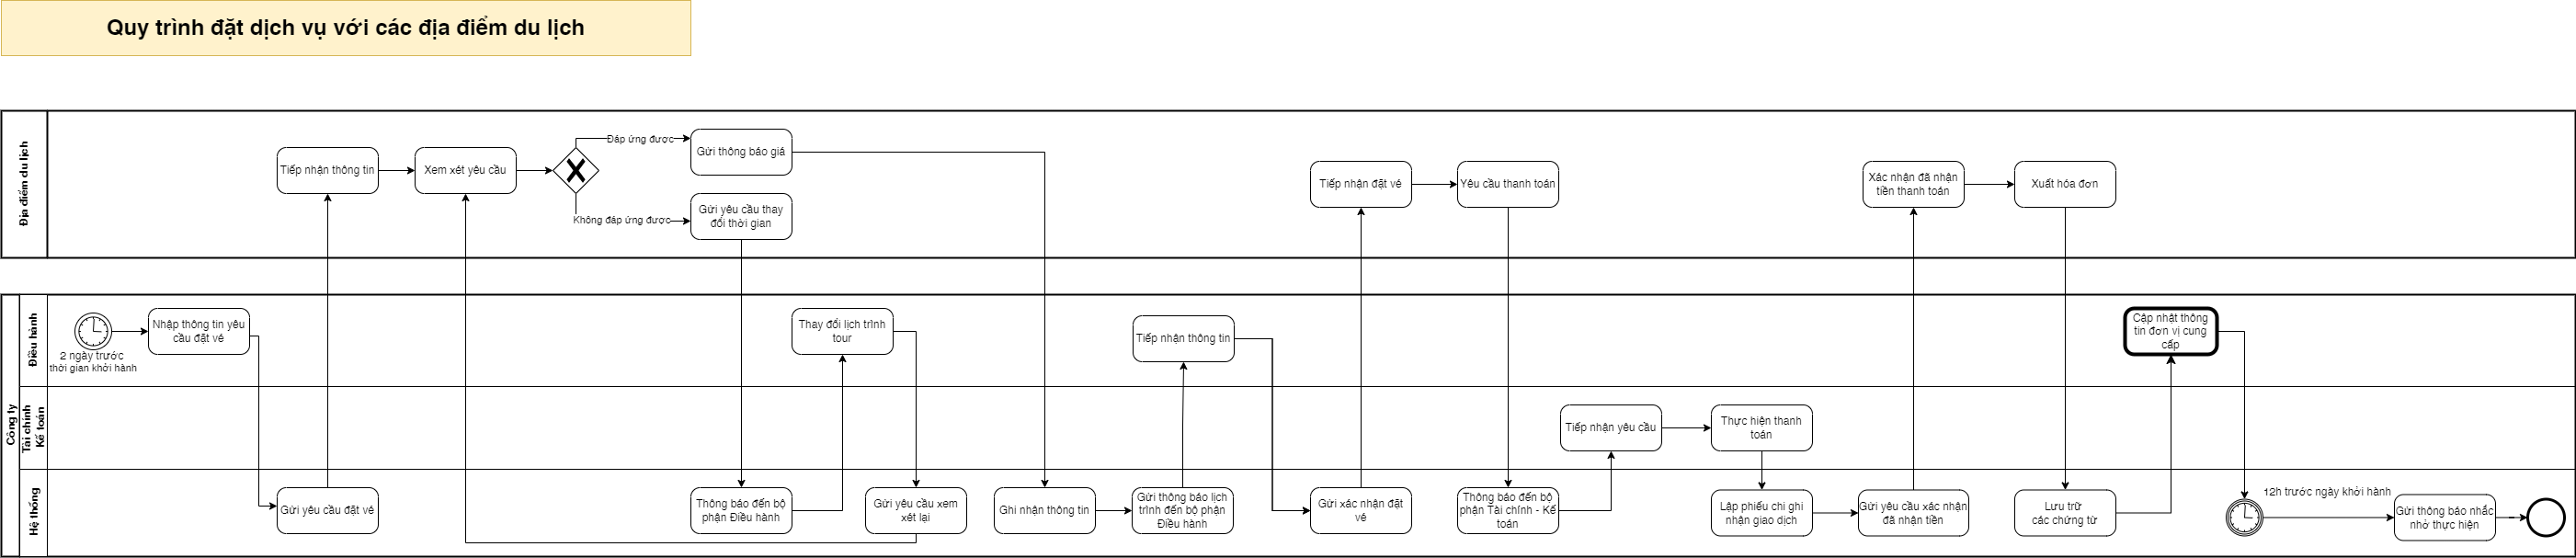 Quy trình đặt dịch vụ với các địa điểm du lịch
Địa điểm du lịch
Tiếp nhận thông tin
Xem xét yêu cầu
Đáp ứng được
Không đáp ứng được
Gửi thông báo giá
Gửi yêu cầu thay
đổi thời gian
Tiếp nhận đặt vé
Yêu cầu thanh toán
Xác nhận đã nhận
tiền thanh toán
Xuất hóa đơn
Công ty
Điều hành
2 ngày trước
thời gian khởi hành
Nhập thông tin yêu
cầu đặt vé
Thay đổi lịch trình
tour
Tiếp nhận thông tin
Cập nhật thông
tin đơn vị cung
cấp
Tài chính
Kế toán
Tiếp nhận yêu cầu
Thực hiện thanh
toán
Hệ thống
Gửi yêu cầu đặt vé
Thông báo đến bộ
phận Điều hành
Gửi yêu cầu xem
xét lại
Ghi nhận thông tin
Gửi thông báo lịch
trình đến bộ phận
Điều hành
Gửi xác nhận đặt
vé
Thông báo đến bộ
phận Tài chính - Kế
toán
Lập phiếu chi ghi
nhận giao dịch
Gửi yêu cầu xác nhận
đã nhận tiền
Lưu trữ
các chứng từ
12h trước ngày khởi hành
Gửi thông báo nhắc
nhở thực hiện